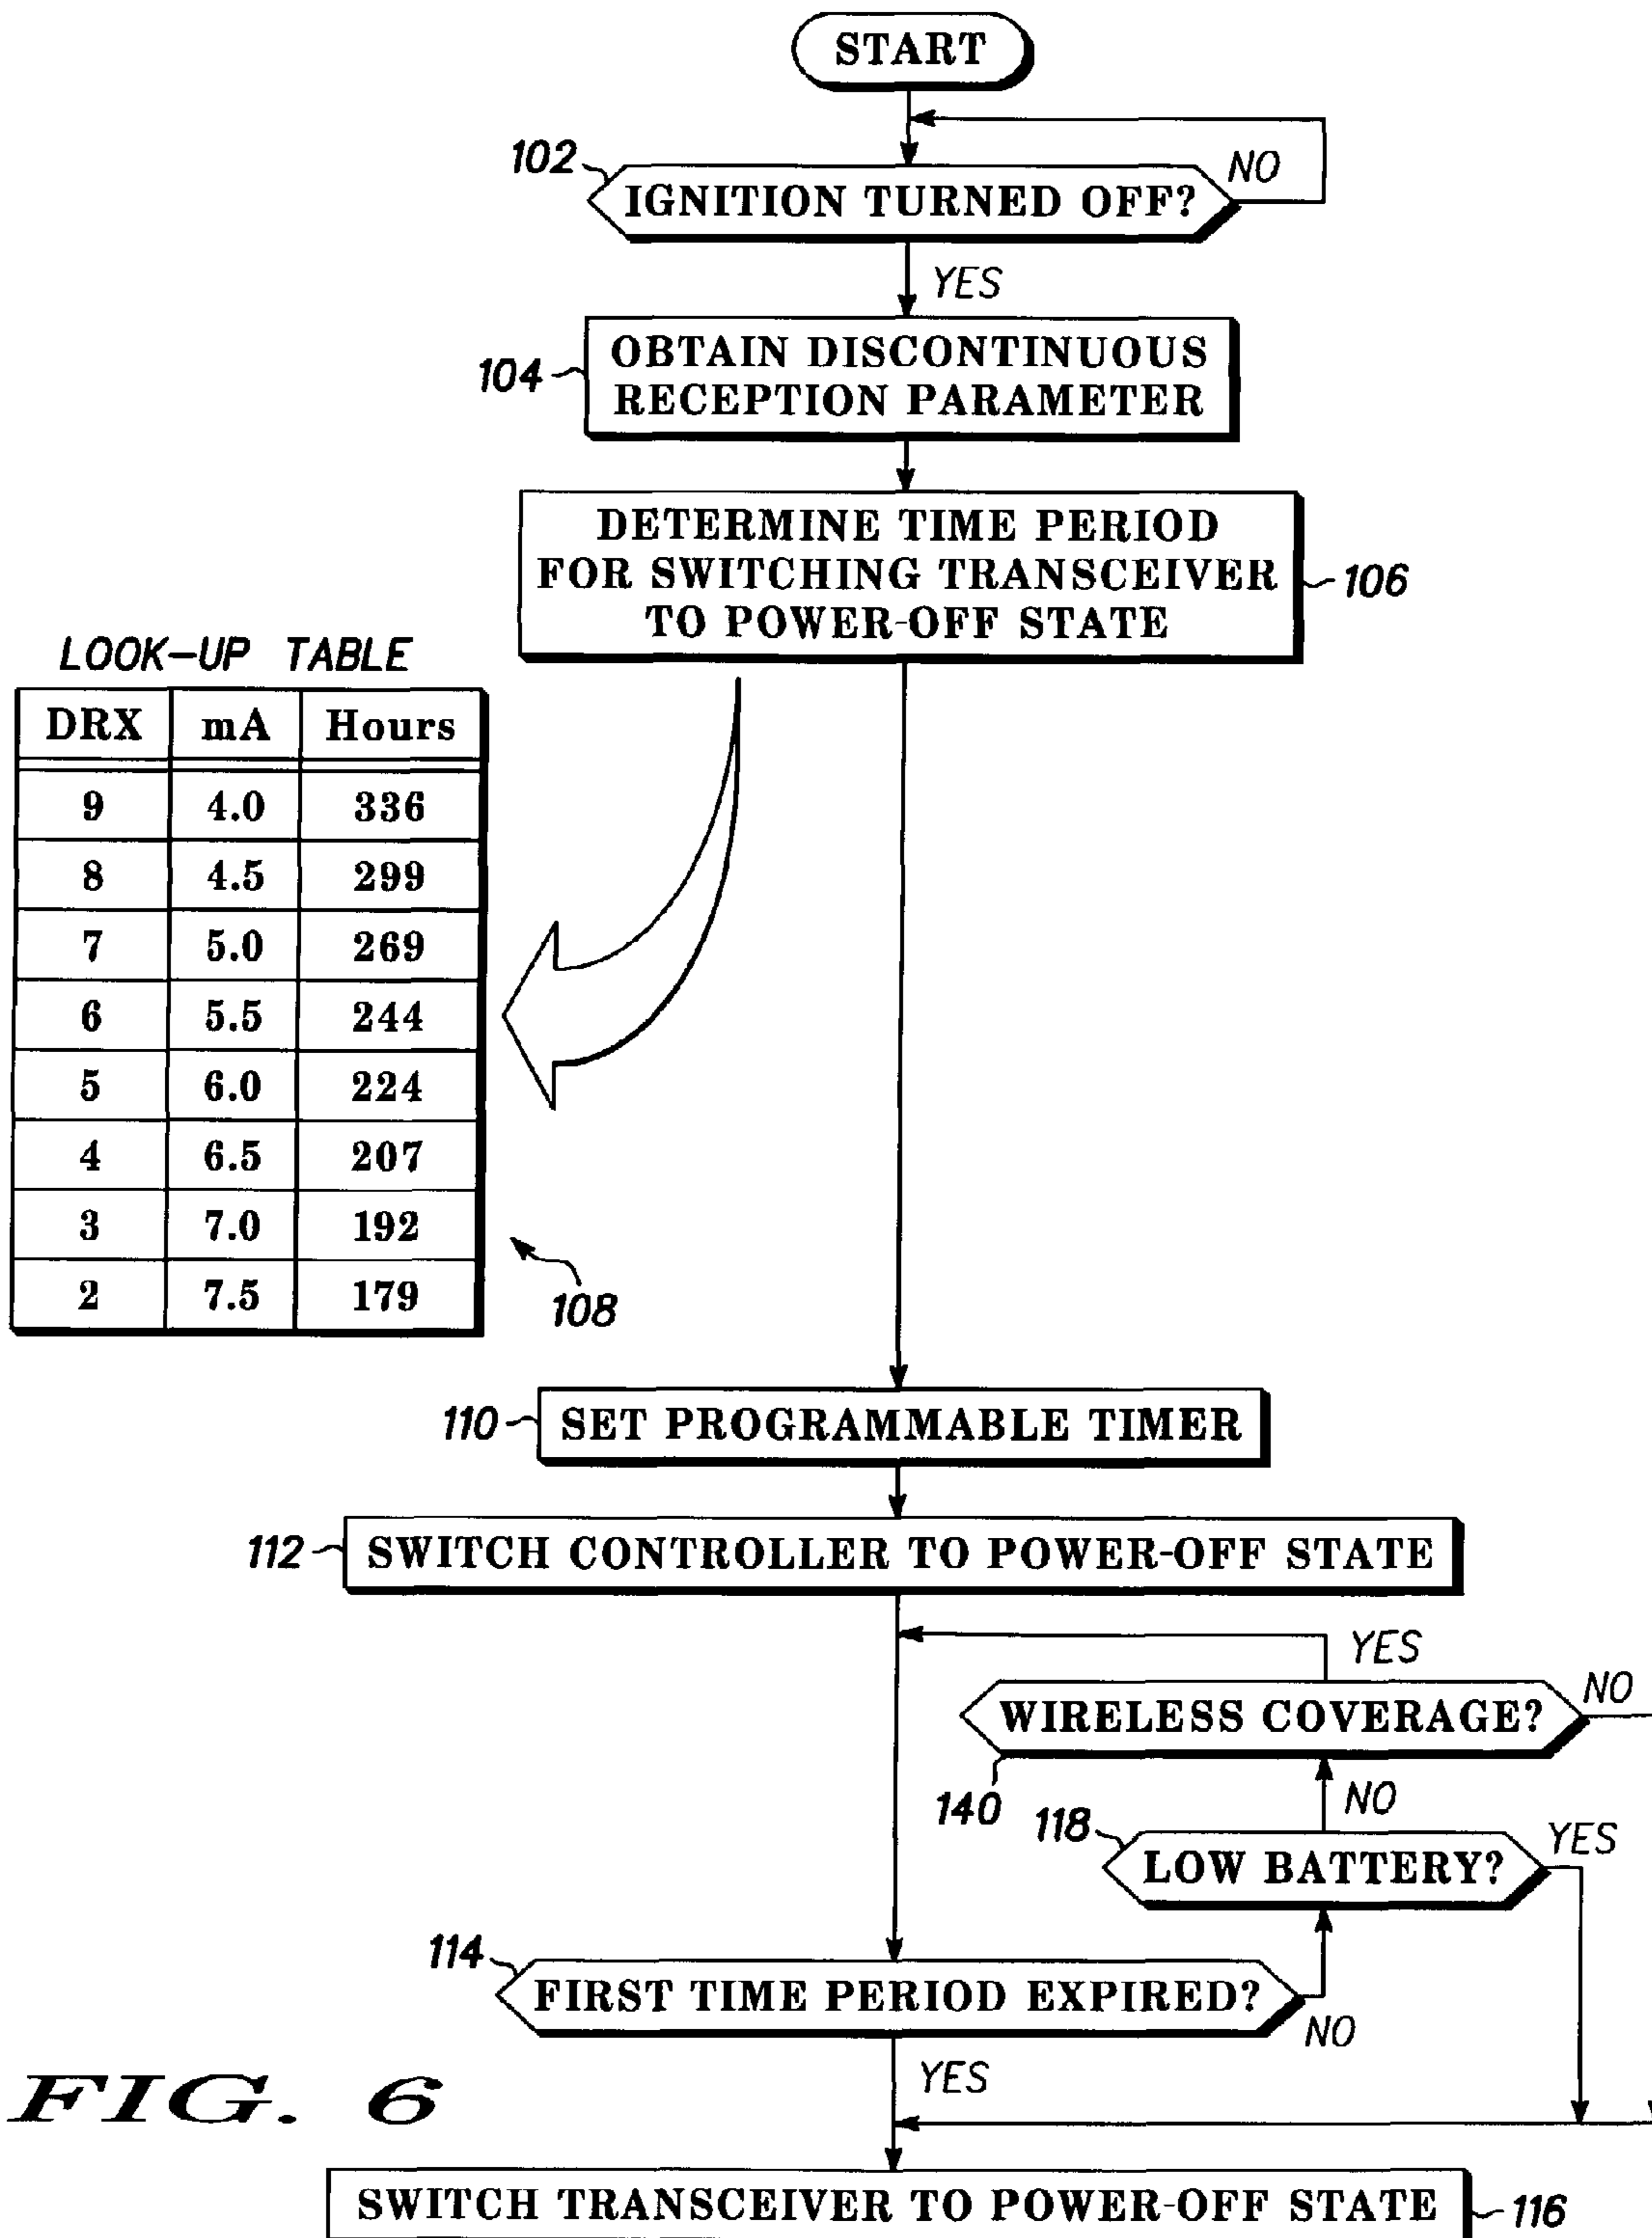 START
102
IGNITION TURNED OFF?
NO
YES
104
OBTAIN DISCONTINUOUS
RECEPTION PARAMETER
DETERMINE TIME PERIOD
FOR SWITCHING TRANSCEIVER
TO POWER-OFF STATE
106
LOOK-UP TABLE
DRX mA Hours
9 4.0 336
8 4.5 299
7 5.0 269
6 5.5 244
5 6.0 224
4 6.5 207
3 7.0 192
2 7.5 179
108
110
SET PROGRAMMABLE TIMER
112
SWITCH CONTROLLER TO POWER-OFF STATE
YES
WIRELESS COVERAGE?
NO
140
NO
118
LOW BATTERY?
YES
114
FIRST TIME PERIOD EXPIRED?
NO
YES
FIG. 6
SWITCH TRANSCEIVER TO POWER-OFF STATE
116